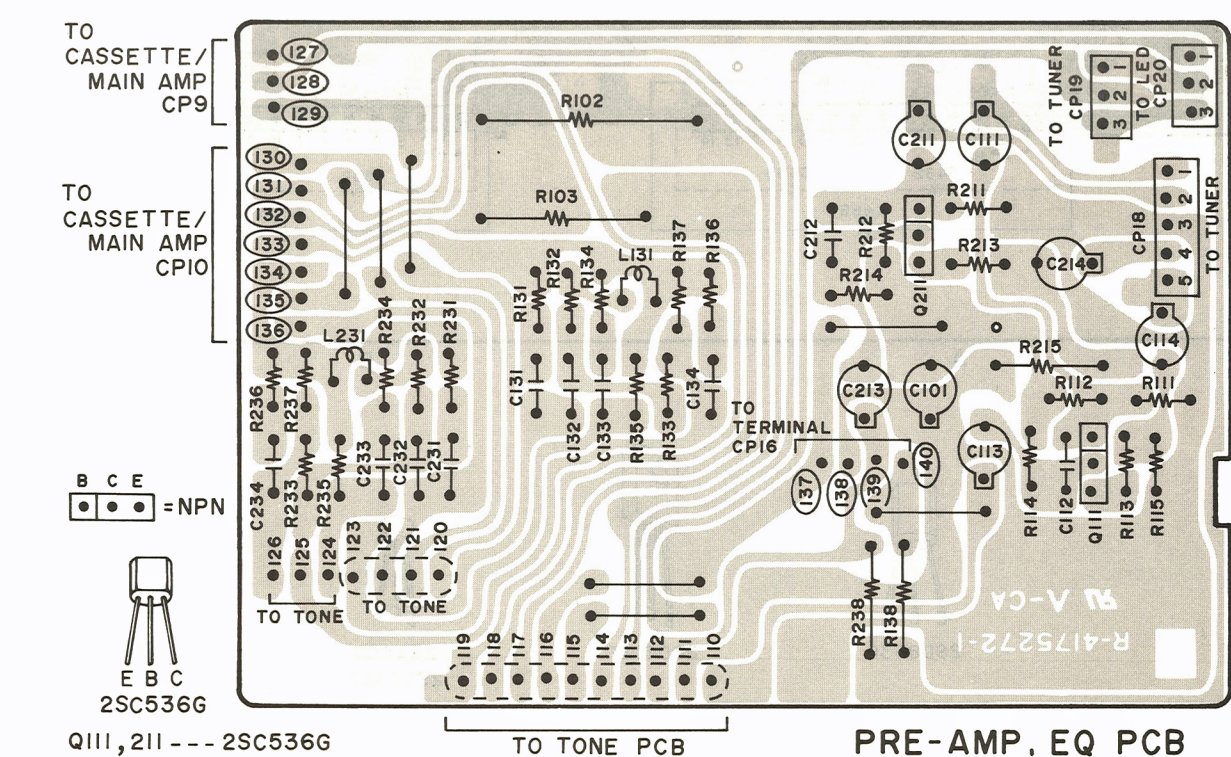 TO
CASSETTE/
MAIN AMP
CP9
127
128
129
TO
CASSETTE/
MAIN AMP
CP10
130
131
132
133
134
135
136
R102
R103
C211
C111
TO TUNER
CP19
1
2
3
TO LED
CP20
1
2
3
R211
C212
R212
R213
R214
Q211
C214
CP18
1
2
3
4
5
TO TUNER
R131
R132
R134
L131
R137
R136
L231
R234
R232
R231
R236
R237
C131
C132
C133
R135
R133
C134
C234
R233
R235
C233
C232
C231
R215
C114
R112
R111
C213
C101
C113
TO
TERMINAL
CP16
137
138
139
140
R114
C112
Q111
R113
R115
B C E
=NPN
126
125
124
123
122
121
120
TO TONE
TO TONE
R238
R138
UR Λ-CA
R-4175272-1
119
118
117
116
115
114
113
112
111
110
E B C
2SC536G
Q111,211---2SC536G
TO TONE PCB
PRE-AMP. EQ PCB